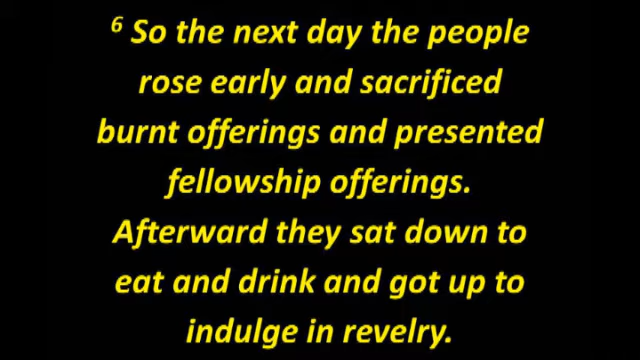 ⁶ So the next day the people
rose early and sacrificed
burnt offerings and presented
fellowship offerings.
Afterward they sat down to
eat and drink and got up to
indulge in revelry.